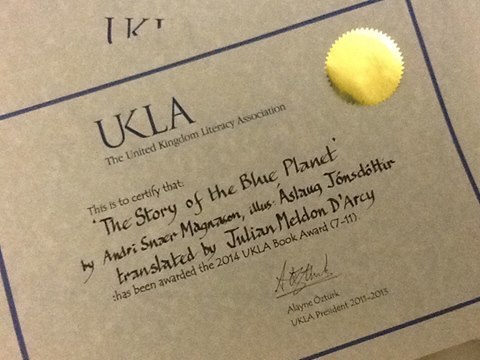 UKLA
The United Kingdom Literacy Association
This is to certify that:
'The Story of the Blue Planet'
by Andri Snær Magnason, illus: Áslaug Jónsdóttir
translated by Julian Meldon D'Arcy
:has been awarded the 2014 UKLA Book Award (7-11).
Alayne Öztürk
UKLA President 2011-2013